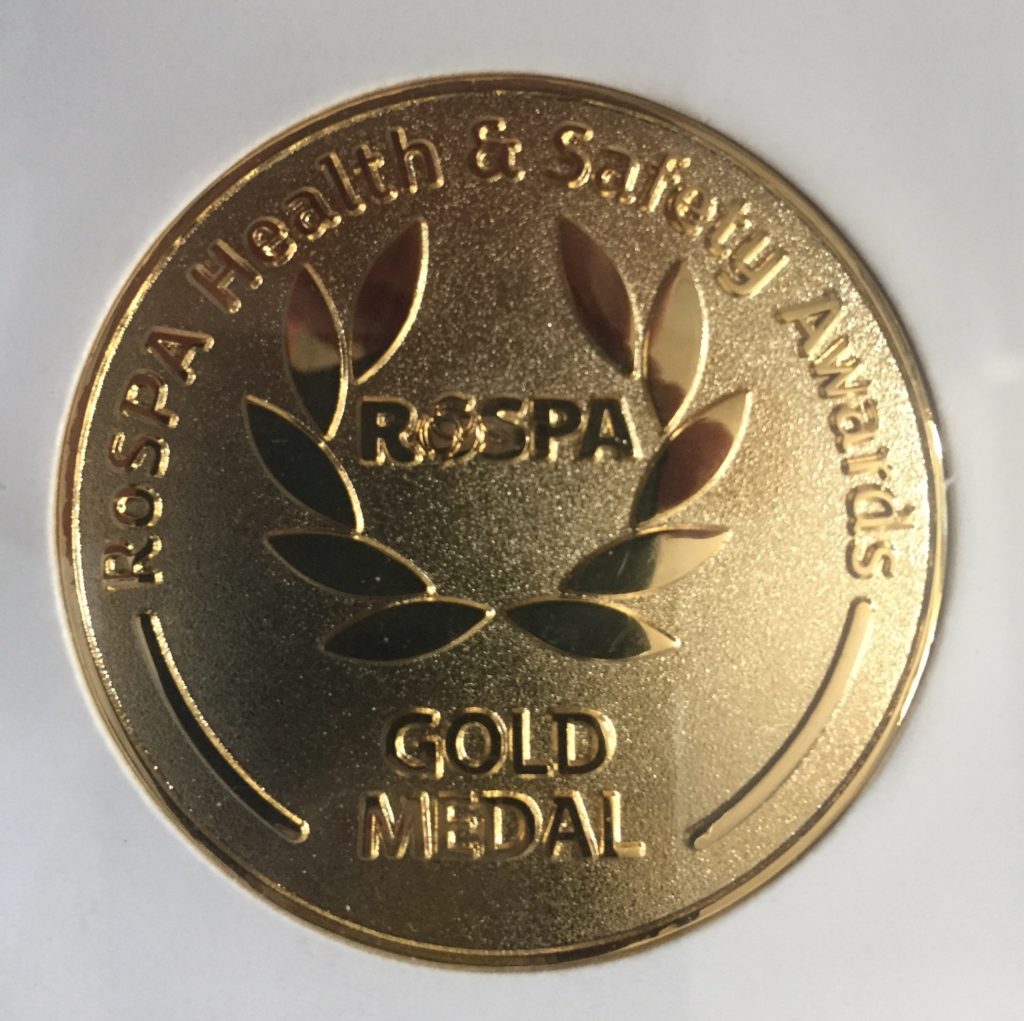 RoSPA Health & Safety Awards
ROSPA
GOLD
MEDAL